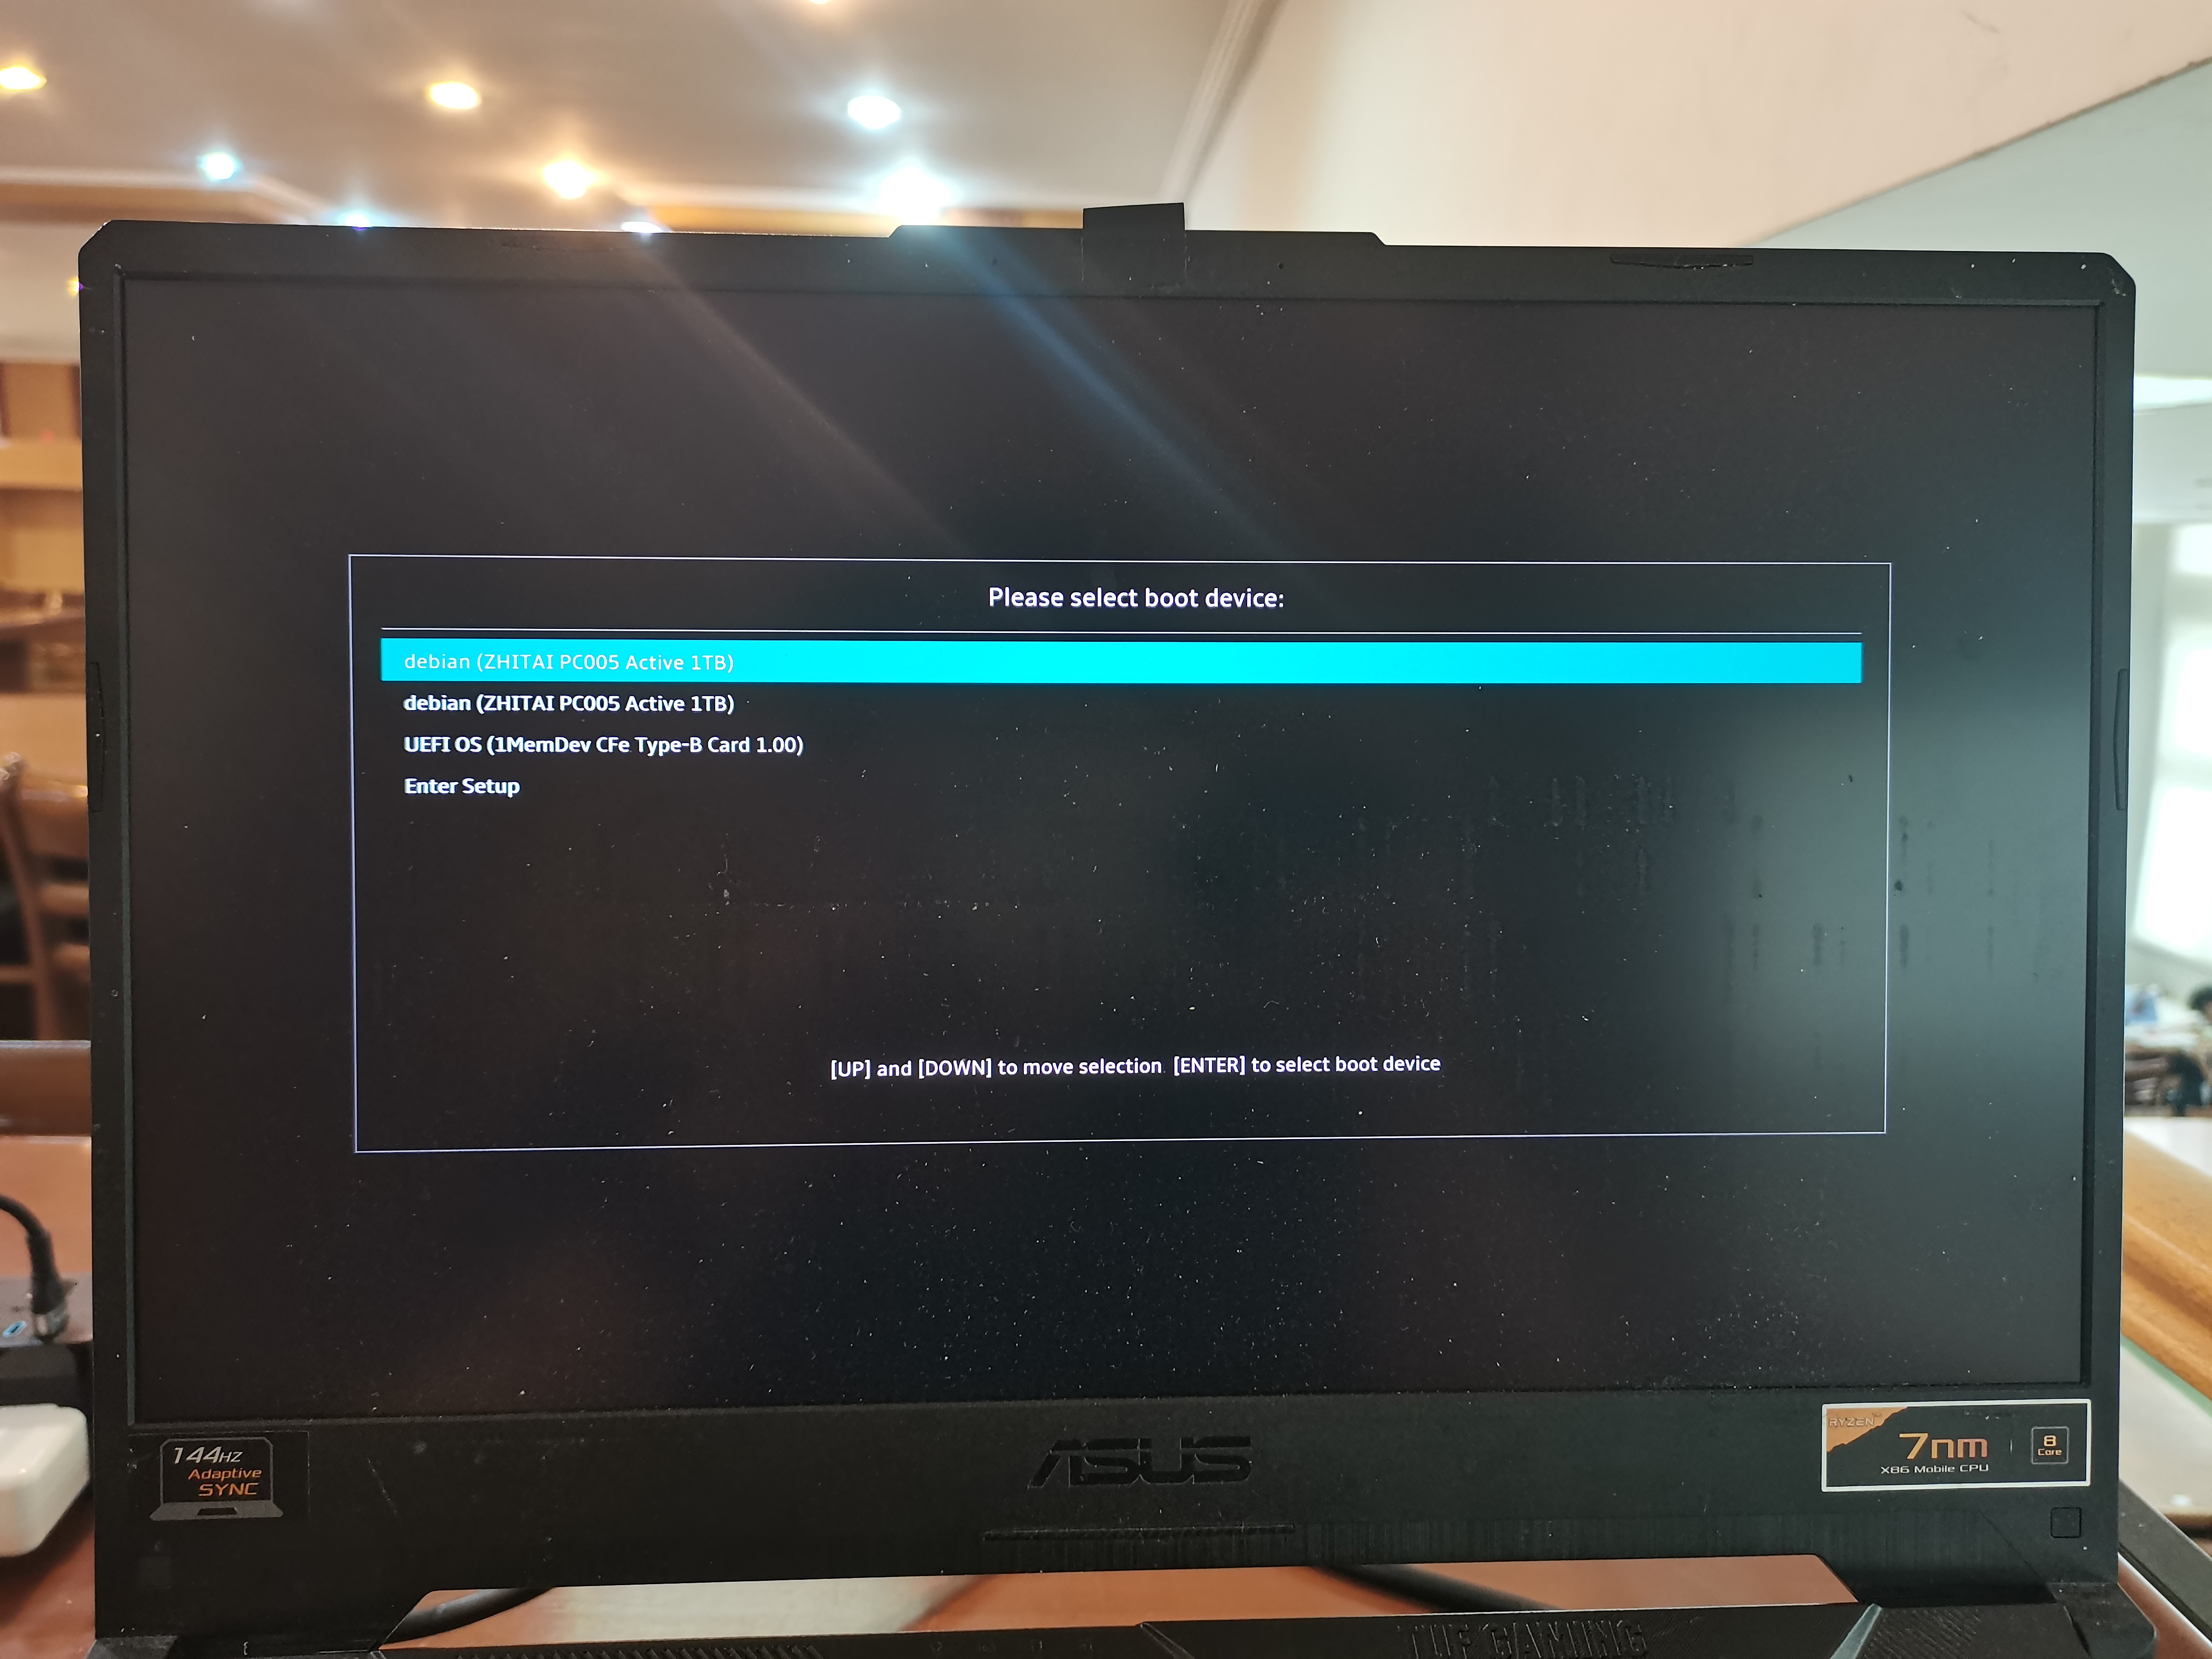 Please select boot device:
debian (ZHITAI PC005 Active 1TB)
debian (ZHITAI PC005 Active 1TB)
UEFI OS (1MemDev CFe Type-B Card 1.00)
Enter Setup
[UP] and [DOWN] to move selection [ENTER] to select boot device
144HZ
Adaptive
SYNC
ASUS
RYZEN
7nm
X86 Mobile CPU
8
Core
TUF GAMING